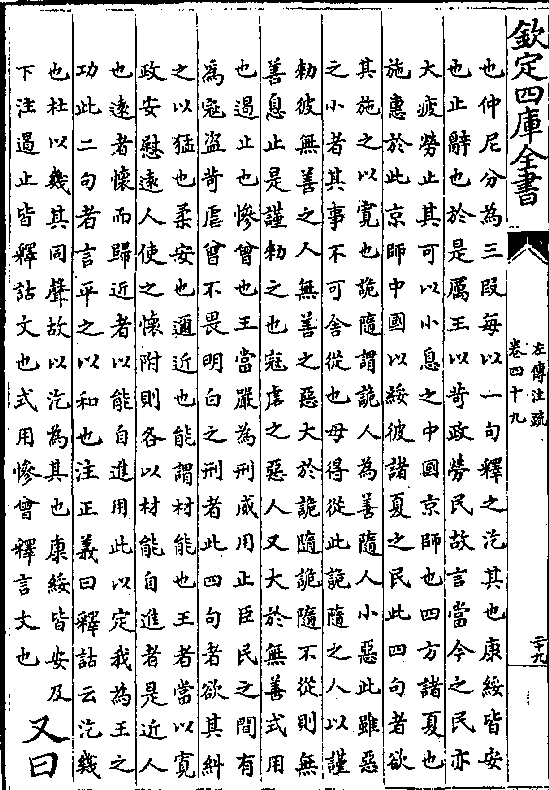 欽定四庫全書
左傳注疏
卷四十九
二十九
也仲尼分為三段每以一句釋之汔其也康綏皆安
也止辭也於是厲王以苛政勞民故言當今之民亦
大疲勞止其可以小息之中國京師也四方諸夏也
施惠於此京師中國以綏彼諸夏之民此四句者欲
其施之以寬也詭隨謂詭人為善隨人小惡此雖惡
之小者其事不可舍從也毋得從此詭隨之人以謹
勑彼無善之人無善之惡大於詭隨詭隨不從則無
善息止是謹勑之也寇虐之惡人又大於無善式用
也遏止也慘曾也王當嚴為刑威用止臣民之間有
為寇盜苛虐曾不畏明白之刑者此四句者欲其糾
之以猛也柔安也邇近也能謂材能也王者當以寬
政安慰遠人使之懷附則各以材能自進者是近人
也遠者懷而歸近者以能自進用此以定我為王之
功此二句者言平之以和也注正義曰釋詁云汔幾
也杜以幾其同聲故以汔為其也康綏皆安及
下注遏止皆釋詁文也式用慘曾釋言文也
又曰